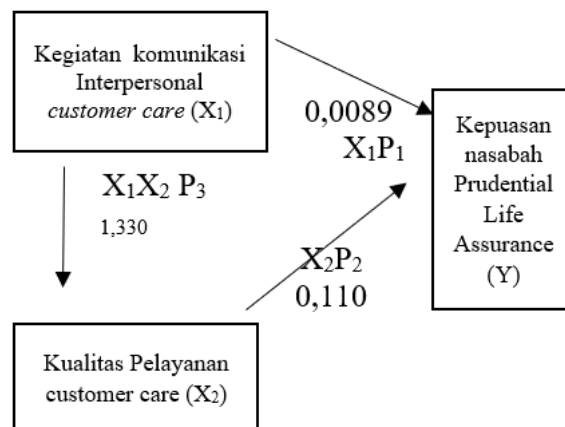 Kegiatan komunikasi
Interpersonal
customer care (X₁)
0,0089
X₁P₁
Kepuasan
nasabah
Prudential
Life
Assurance
(Y)
X₁X₂ P₃
1,330
X₂P₂
0,110
Kualitas Pelayanan
customer care (X₂)